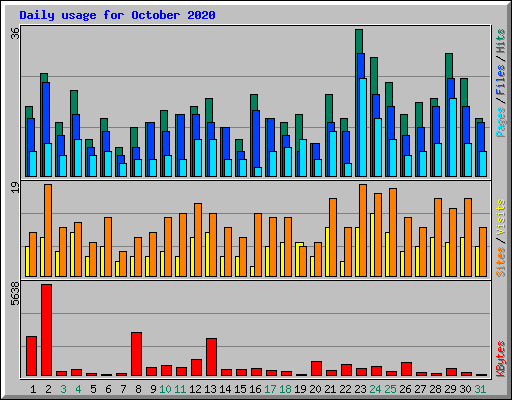 Daily usage for October 2020
36
Pages / Files / Hits
19
Sites / Visits
5638
KBytes
1 2 3 4 5 6 7 8 9 10 11 12 13 14 15 16 17 18 19 20 21 22 23 24 25 26 27 28 29 30 31